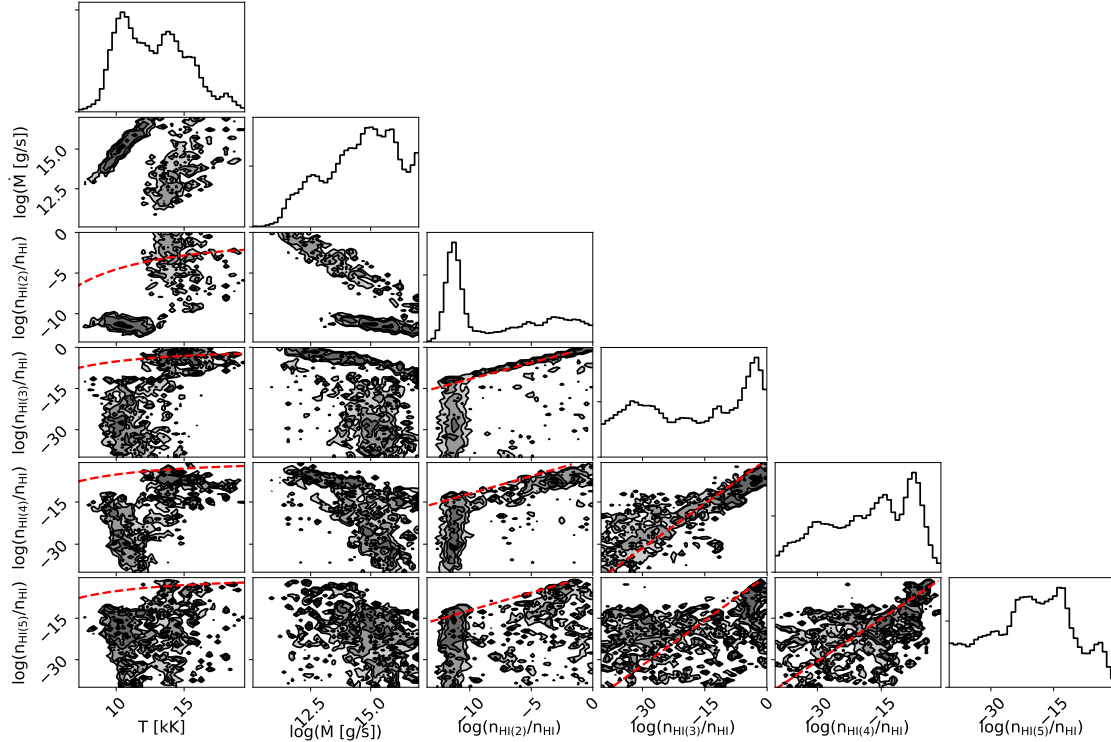 log(Ṁ [g/s])
15.0
12.5
log(n_HI(2)/n_HI)
0
−5
−10
log(n_HI(3)/n_HI)
0
−15
−30
log(n_HI(4)/n_HI)
−15
−30
log(n_HI(5)/n_HI)
−15
−30
10 15
T [kK]
12.5 15.0
log(Ṁ [g/s])
−10 −5 0
log(n_HI(2)/n_HI)
−30 −15 0
log(n_HI(3)/n_HI)
−30 −15
log(n_HI(4)/n_HI)
−30 −15
log(n_HI(5)/n_HI)